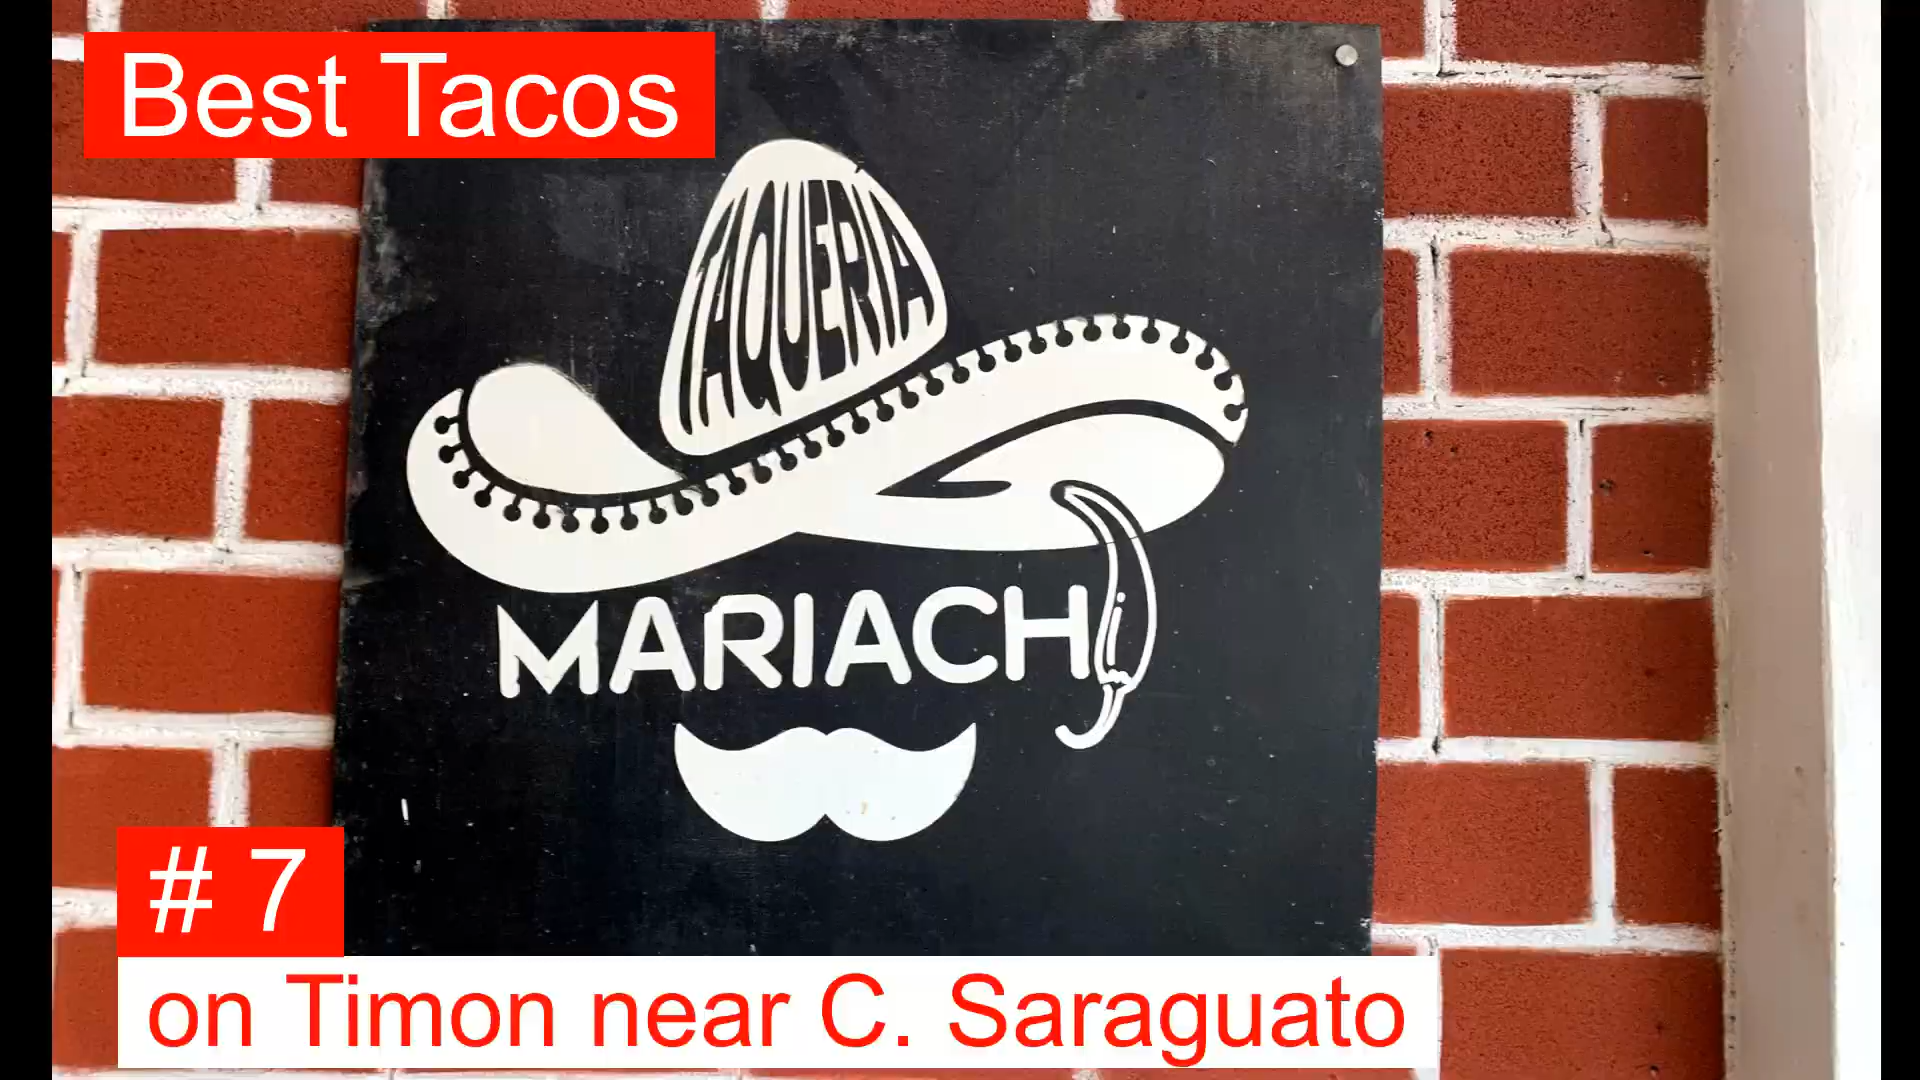 Best Tacos
TAQUERIA
MARIACHI
# 7
on Timon near C. Saraguato